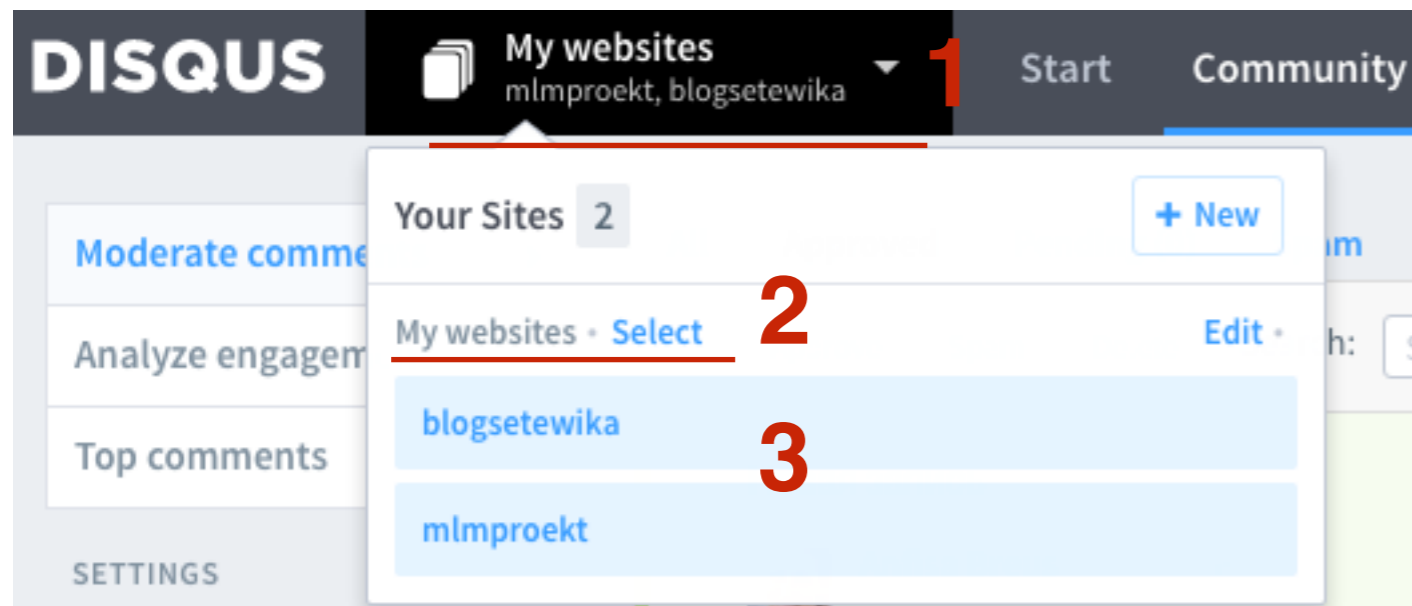 DISQUS
My websites
mlmproekt, blogsetewika
1
Start
Community
Your Sites 2
+ New
Moderate comme
am
My websites • Select
2
Edit •
h:
Analyze engagem
blogsetewika
3
Top comments
mlmproekt
SETTINGS